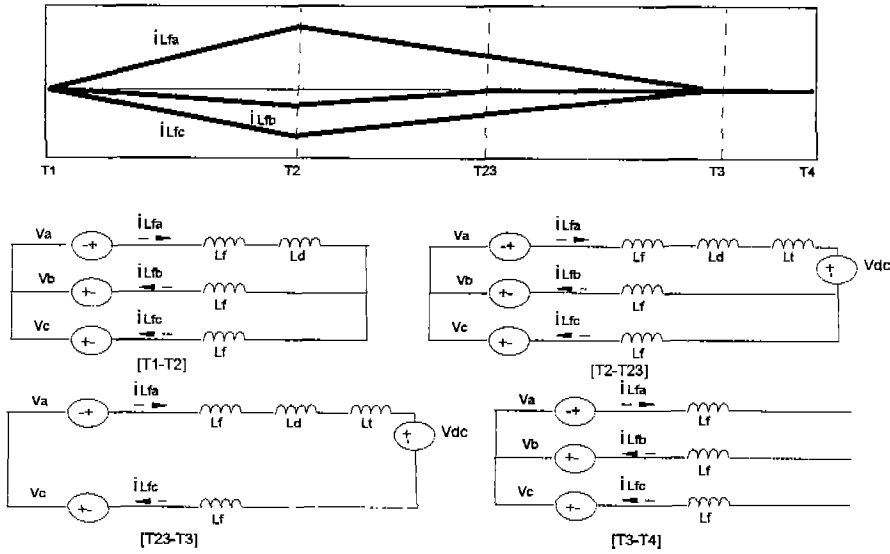 iLfa
iLfb
iLfc
T1 T2 T23 T3 T4
Va -+ iLfa Lf Ld
Vb +- iLfb Lf
Vc +- iLfc Lf
[T1-T2]
Va -+ iLfa Lf Ld Lt + Vdc
Vb +- iLfb Lf
Vc +- iLfc Lf
[T2-T23]
Va -+ iLfa Lf Ld Lt + Vdc
Vc +- iLfc Lf
[T23-T3]
Va -+ iLfa Lf
Vb +- iLfb Lf
Vc +- iLfc Lf
[T3-T4]